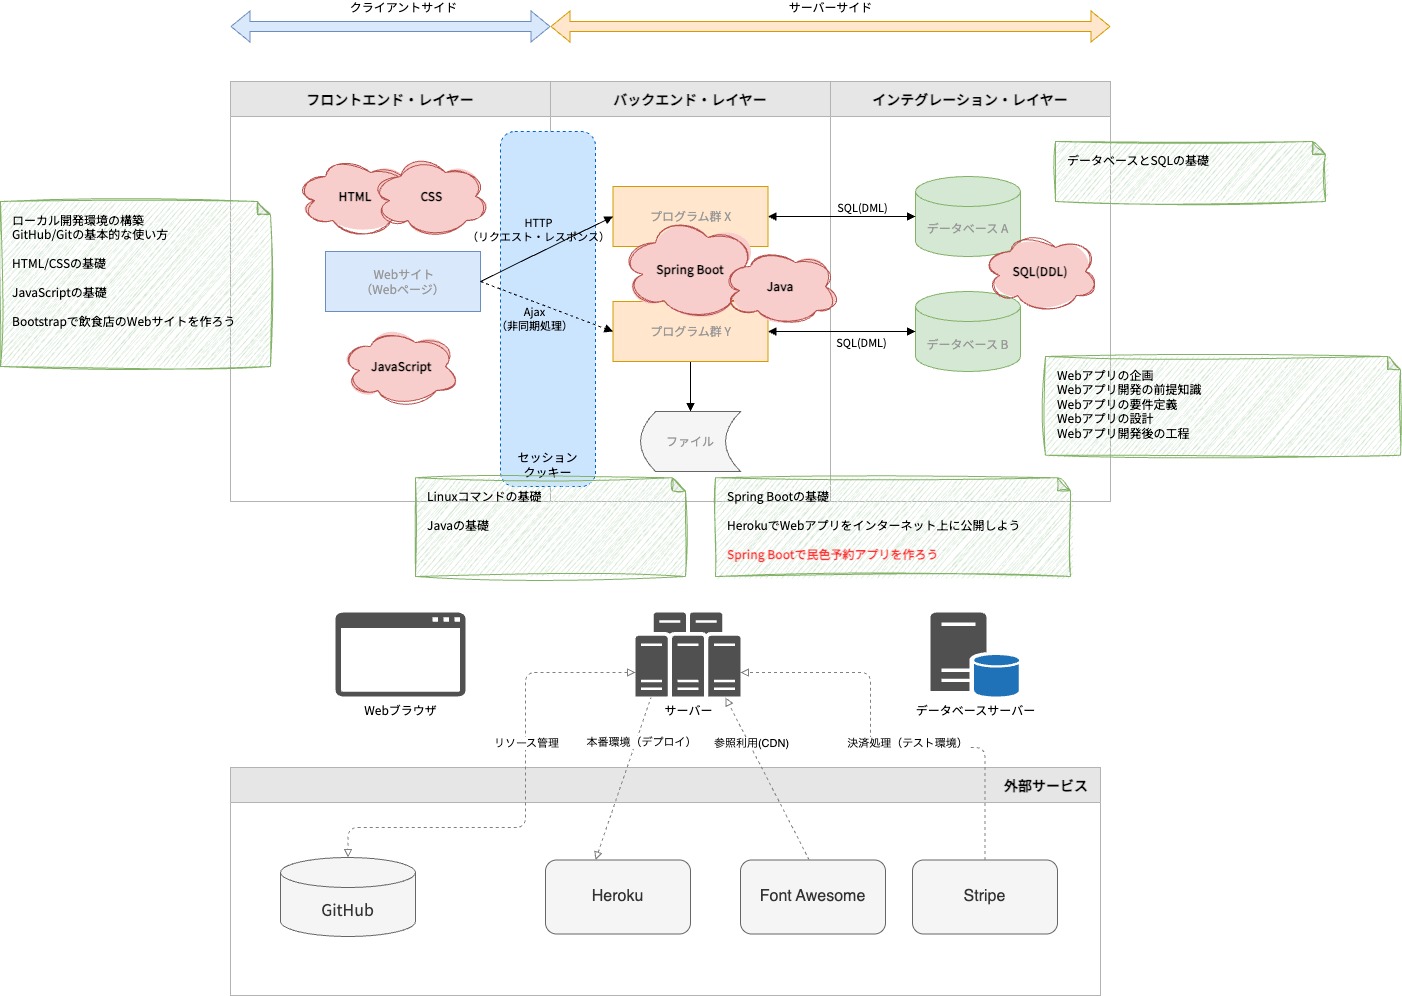 クライアントサイド
サーバーサイド
フロントエンド・レイヤー
バックエンド・レイヤー
インテグレーション・レイヤー
データベースとSQLの基礎
HTML
CSS
ローカル開発環境の構築
GitHub/Gitの基本的な使い方
HTML/CSSの基礎
JavaScriptの基礎
Bootstrapで飲食店のWebサイトを作ろう
HTTP
（リクエスト・レスポンス）
プログラム群 X
SQL(DML)
データベース A
Webサイト
（Webページ）
Spring Boot
Java
SQL(DDL)
Ajax
（非同期処理）
プログラム群 Y
SQL(DML)
データベース B
JavaScript
Webアプリの企画
Webアプリ開発の前提知識
Webアプリの要件定義
Webアプリの設計
Webアプリ開発後の工程
ファイル
セッション
クッキー
Linuxコマンドの基礎
Javaの基礎
Spring Bootの基礎
HerokuでWebアプリをインターネット上に公開しよう
Spring Bootで民色予約アプリを作ろう
Webブラウザ
サーバー
データベースサーバー
リソース管理
本番環境（デプロイ）
参照利用(CDN)
決済処理（テスト環境）
外部サービス
GitHub
Heroku
Font Awesome
Stripe